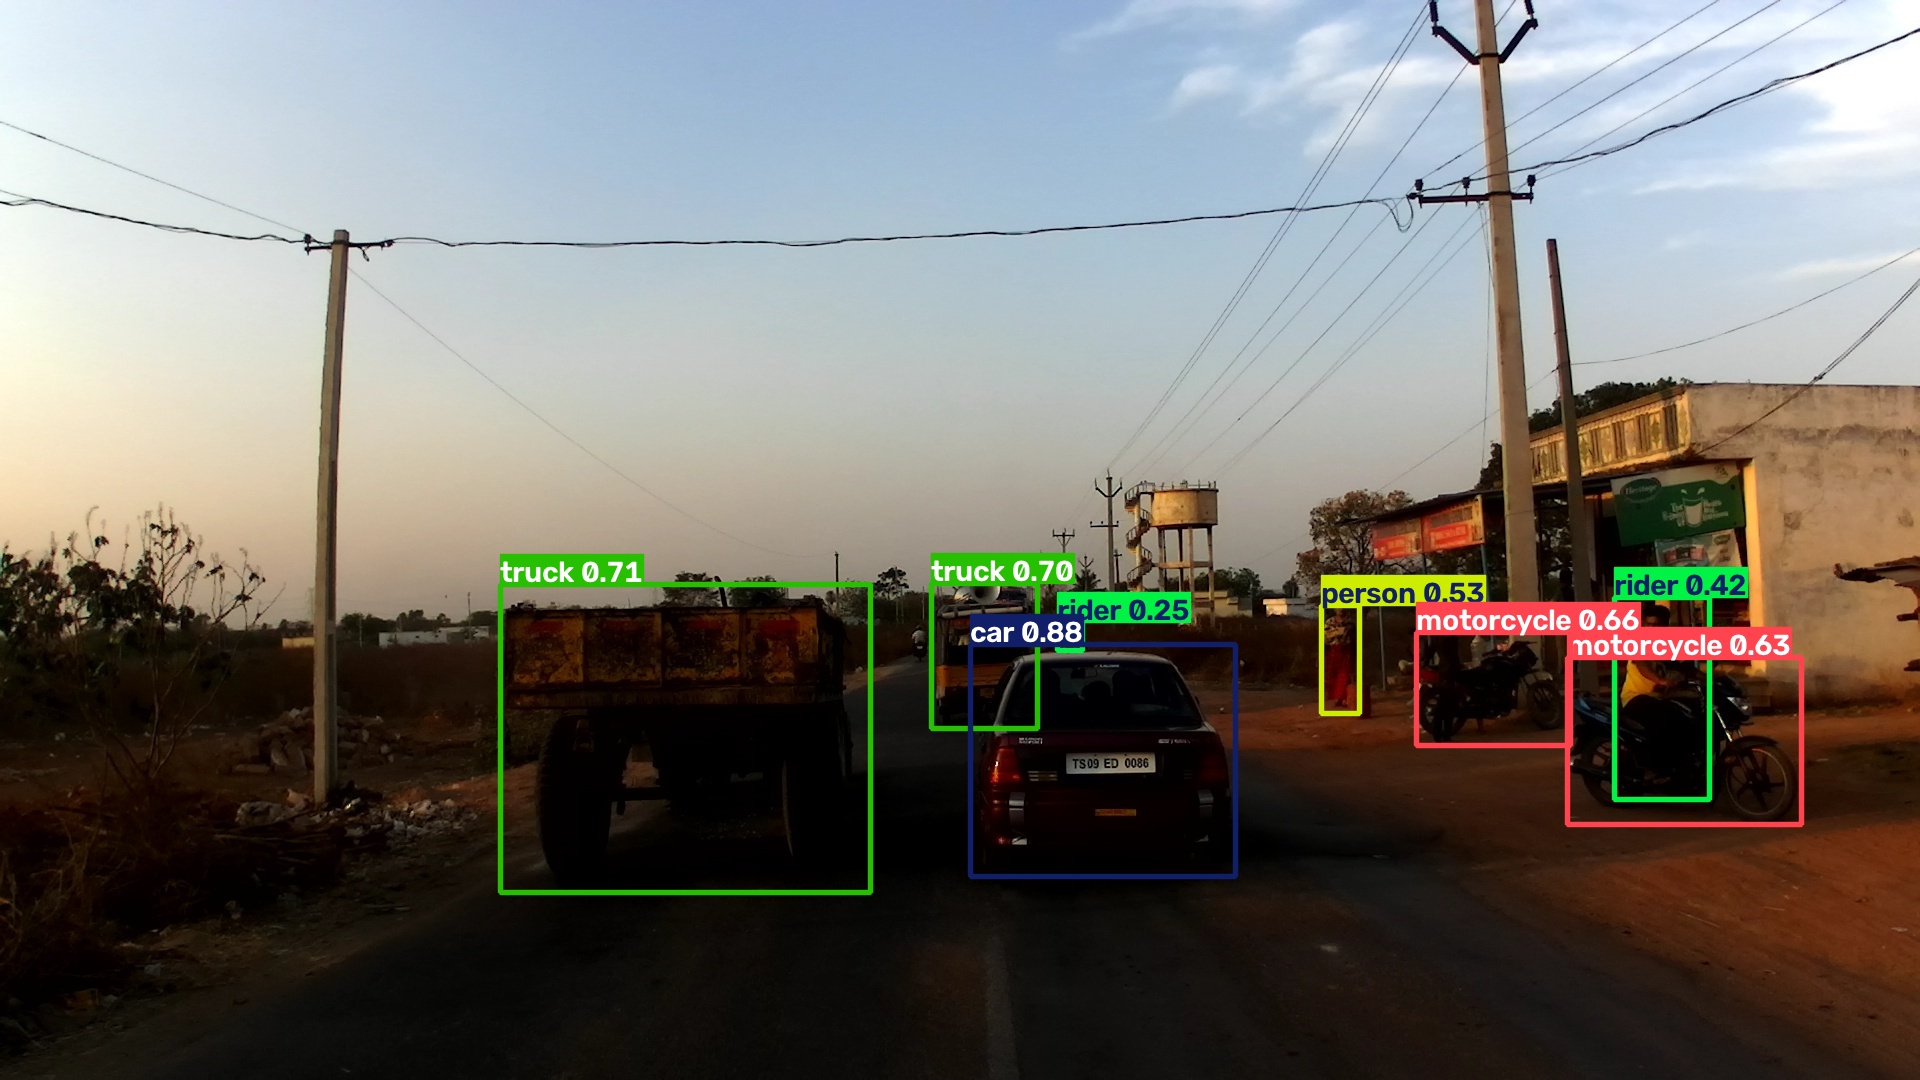 truck 0.71
truck 0.70
rider 0.25
car 0.88
person 0.53
rider 0.42
motorcycle 0.66
motorcycle 0.63
Heritage
TS09 ED 0086